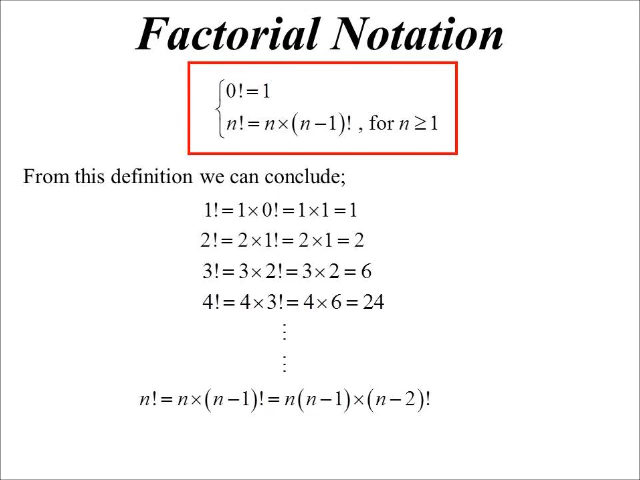 Factorial Notation
0! = 1
n! = n × (n − 1)! , for n ≥ 1
From this definition we can conclude;
1! = 1 × 0! = 1 × 1 = 1
2! = 2 × 1! = 2 × 1 = 2
3! = 3 × 2! = 3 × 2 = 6
4! = 4 × 3! = 4 × 6 = 24
⋮
⋮
n! = n × (n − 1)! = n(n − 1) × (n − 2)!